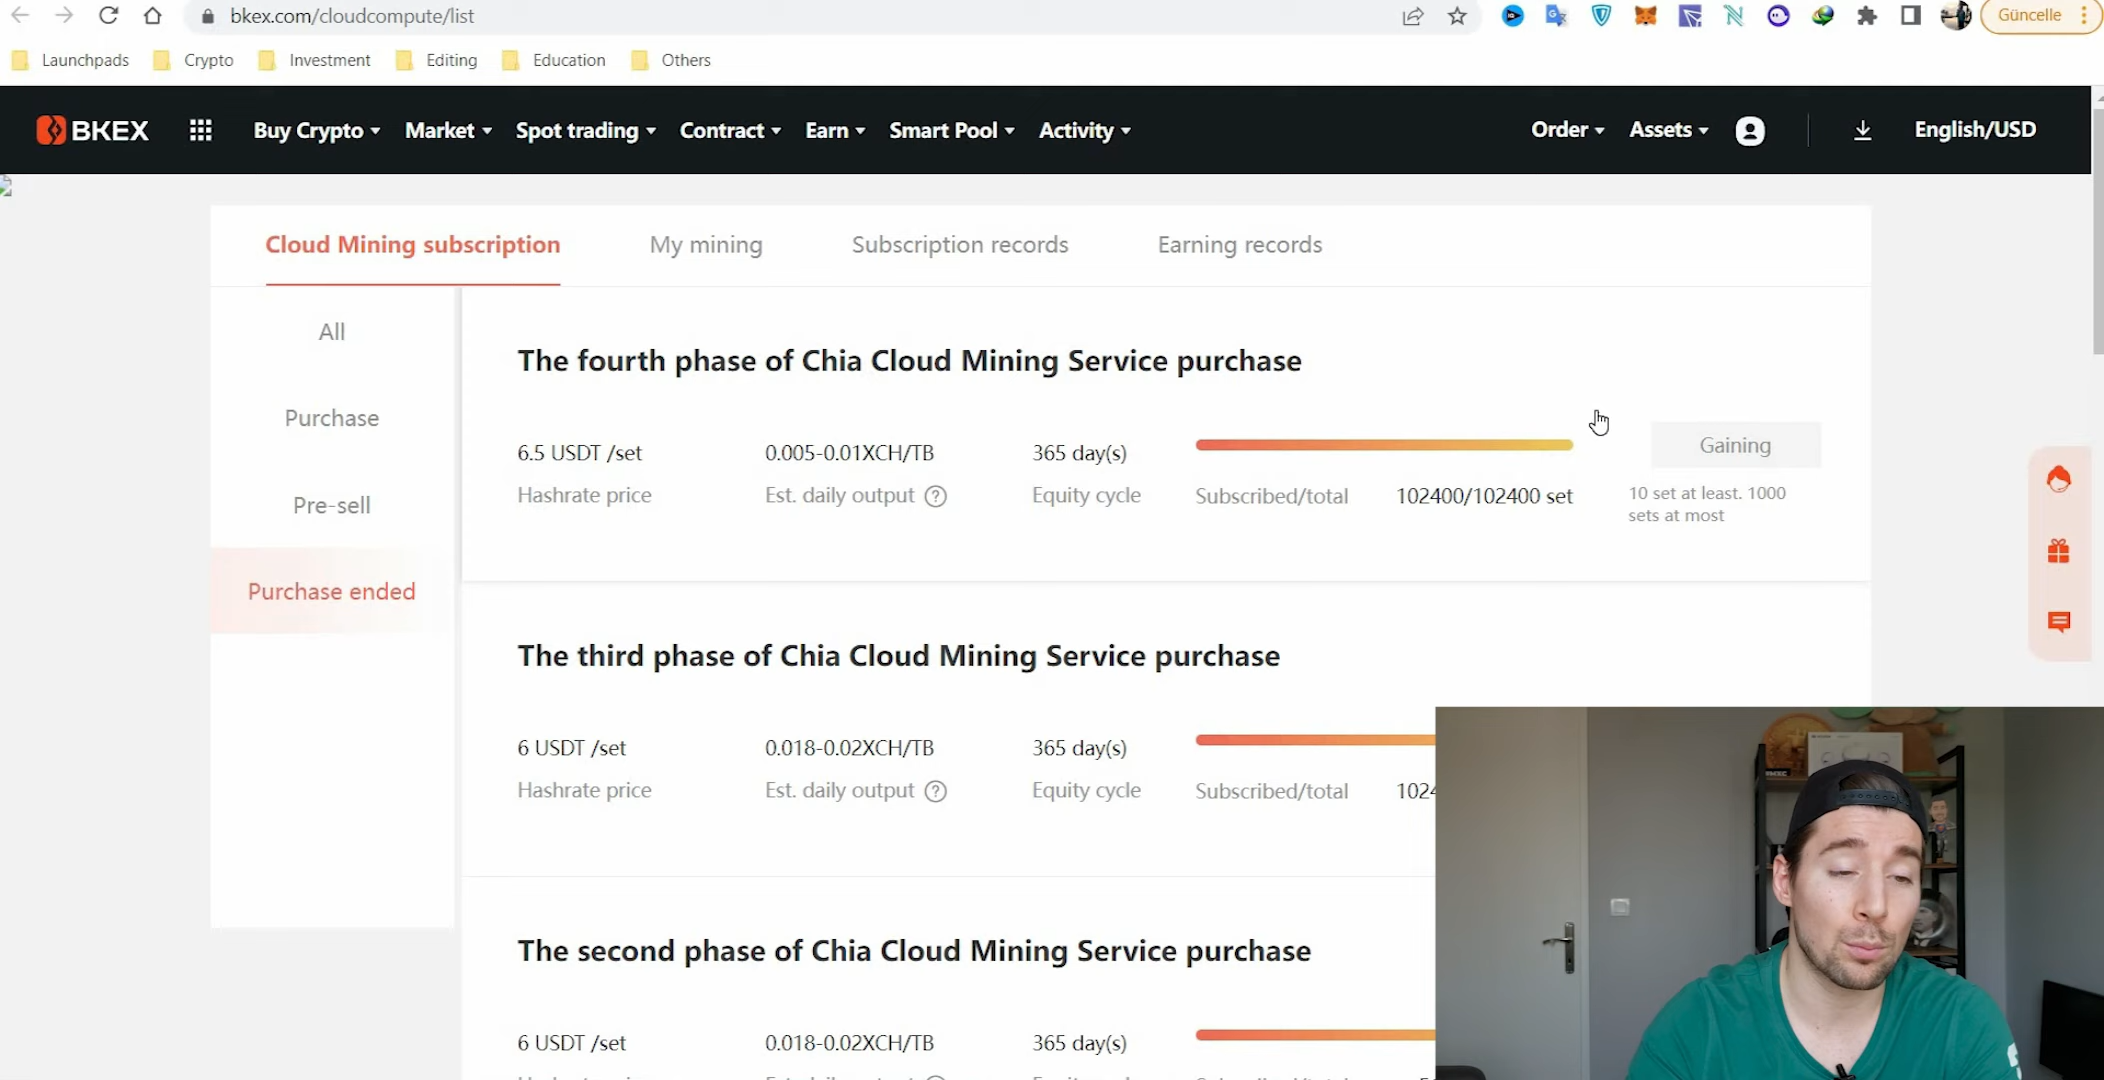 bkex.com/cloudcompute/list
Güncelle
Launchpads Crypto Investment Editing Education Others
BKEX Buy Crypto Market Spot trading Contract Earn Smart Pool Activity Order Assets English/USD
Cloud Mining subscription My mining Subscription records Earning records
All
Purchase
Pre-sell
Purchase ended
The fourth phase of Chia Cloud Mining Service purchase
6.5 USDT /set 0.005-0.01XCH/TB 365 day(s) Gaining
Hashrate price Est. daily output ? Equity cycle Subscribed/total 102400/102400 set
10 set at least. 1000
sets at most
The third phase of Chia Cloud Mining Service purchase
6 USDT /set 0.018-0.02XCH/TB 365 day(s)
Hashrate price Est. daily output ? Equity cycle Subscribed/total 1024
The second phase of Chia Cloud Mining Service purchase
6 USDT /set 0.018-0.02XCH/TB 365 day(s)